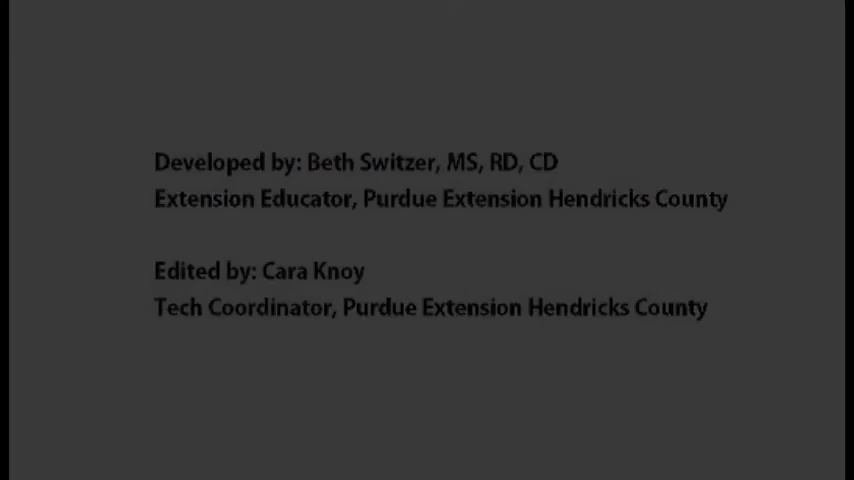 Developed by: Beth Switzer, MS, RD, CD
Extension Educator, Purdue Extension Hendricks County
Edited by: Cara Knoy
Tech Coordinator, Purdue Extension Hendricks County